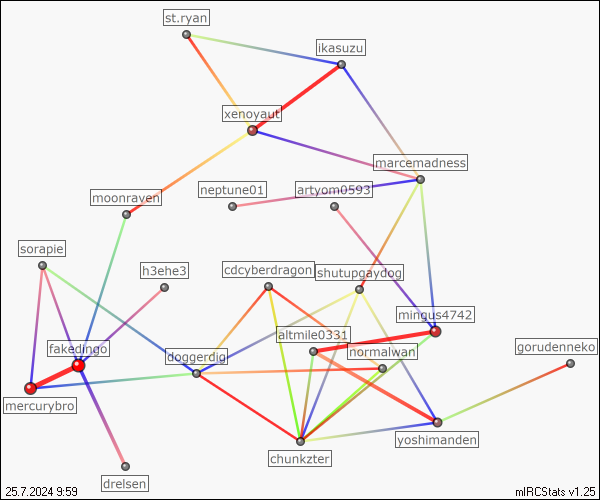 st.ryan
ikasuzu
xenoyaut
marcemadness
moonraven
neptune01
artyom0593
sorapie
h3ehe3
cdcyberdragon
shutupgaydog
mingus4742
altmile0331
fakedingo
doggerdig
normalwan
gorudenneko
mercurybro
yoshimanden
chunkzter
drelsen
25.7.2024 9:59
mIRCStats v1.25